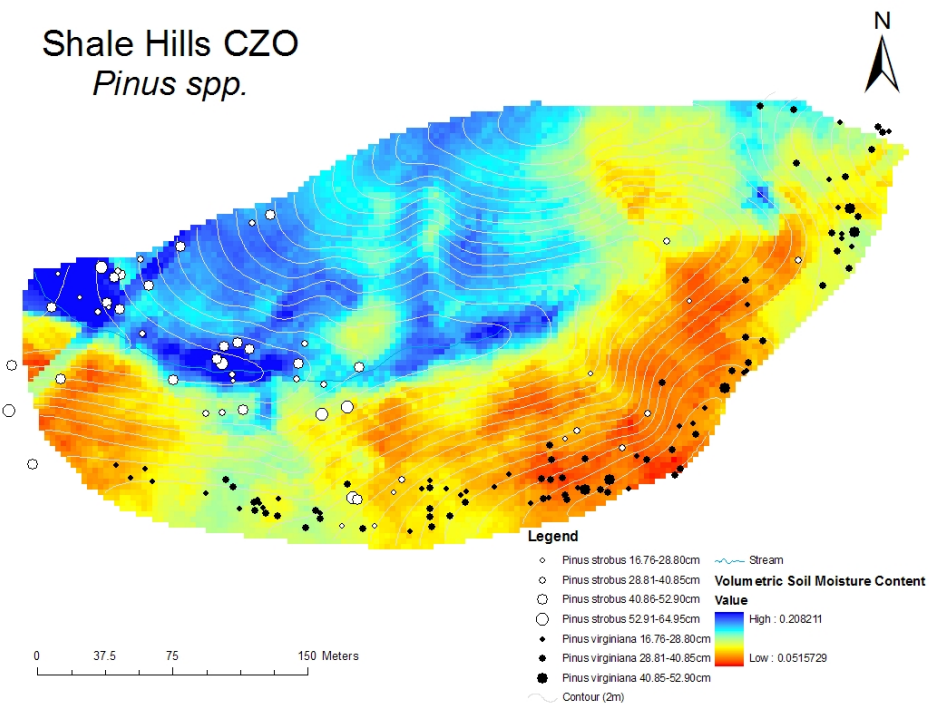 Shale Hills CZO
Pinus spp.
N
Legend
Pinus strobus 16.76-28.80cm
Pinus strobus 28.81-40.85cm
Pinus strobus 40.86-52.90cm
Pinus strobus 52.91-64.95cm
Pinus virginiana 16.76-28.80cm
Pinus virginiana 28.81-40.85cm
Pinus virginiana 40.85-52.90cm
Contour (2m)
Stream
Volumetric Soil Moisture Content
Value
High : 0.208211
Low : 0.0515729
0 37.5 75 150 Meters